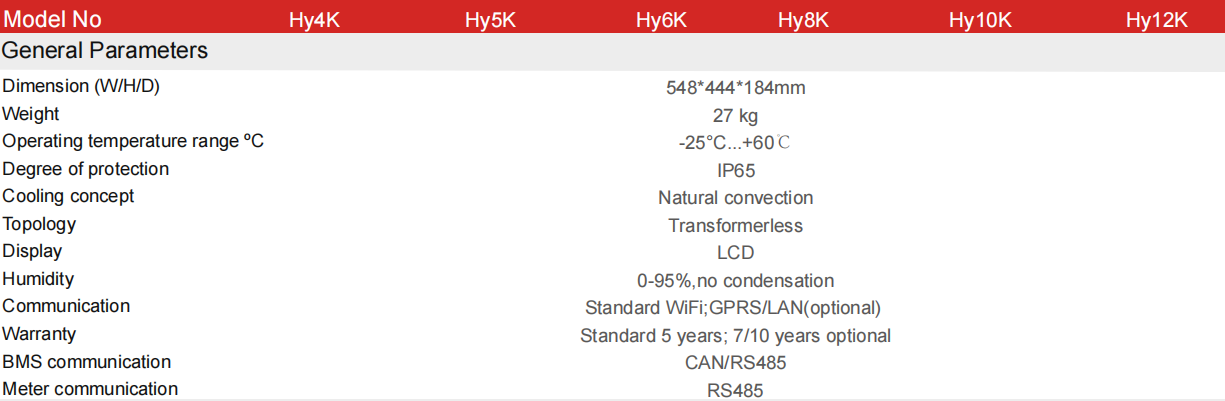 Model No Hy4K Hy5K Hy6K Hy8K Hy10K Hy12K
General Parameters
Dimension (W/H/D) 548*444*184mm
Weight 27 kg
Operating temperature range ºC -25°C...+60℃
Degree of protection IP65
Cooling concept Natural convection
Topology Transformerless
Display LCD
Humidity 0-95%,no condensation
Communication Standard WiFi;GPRS/LAN(optional)
Warranty Standard 5 years; 7/10 years optional
BMS communication CAN/RS485
Meter communication RS485